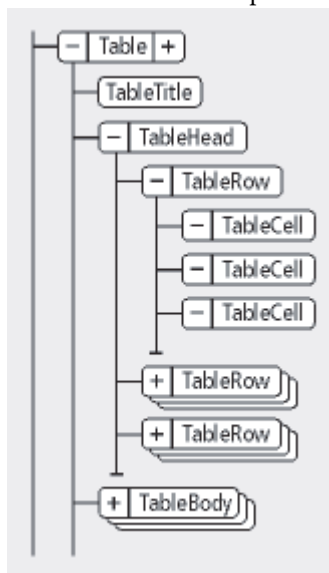 − Table +
TableTitle
− TableHead
− TableRow
− TableCell
− TableCell
− TableCell
+ TableRow
+ TableRow
+ TableBody